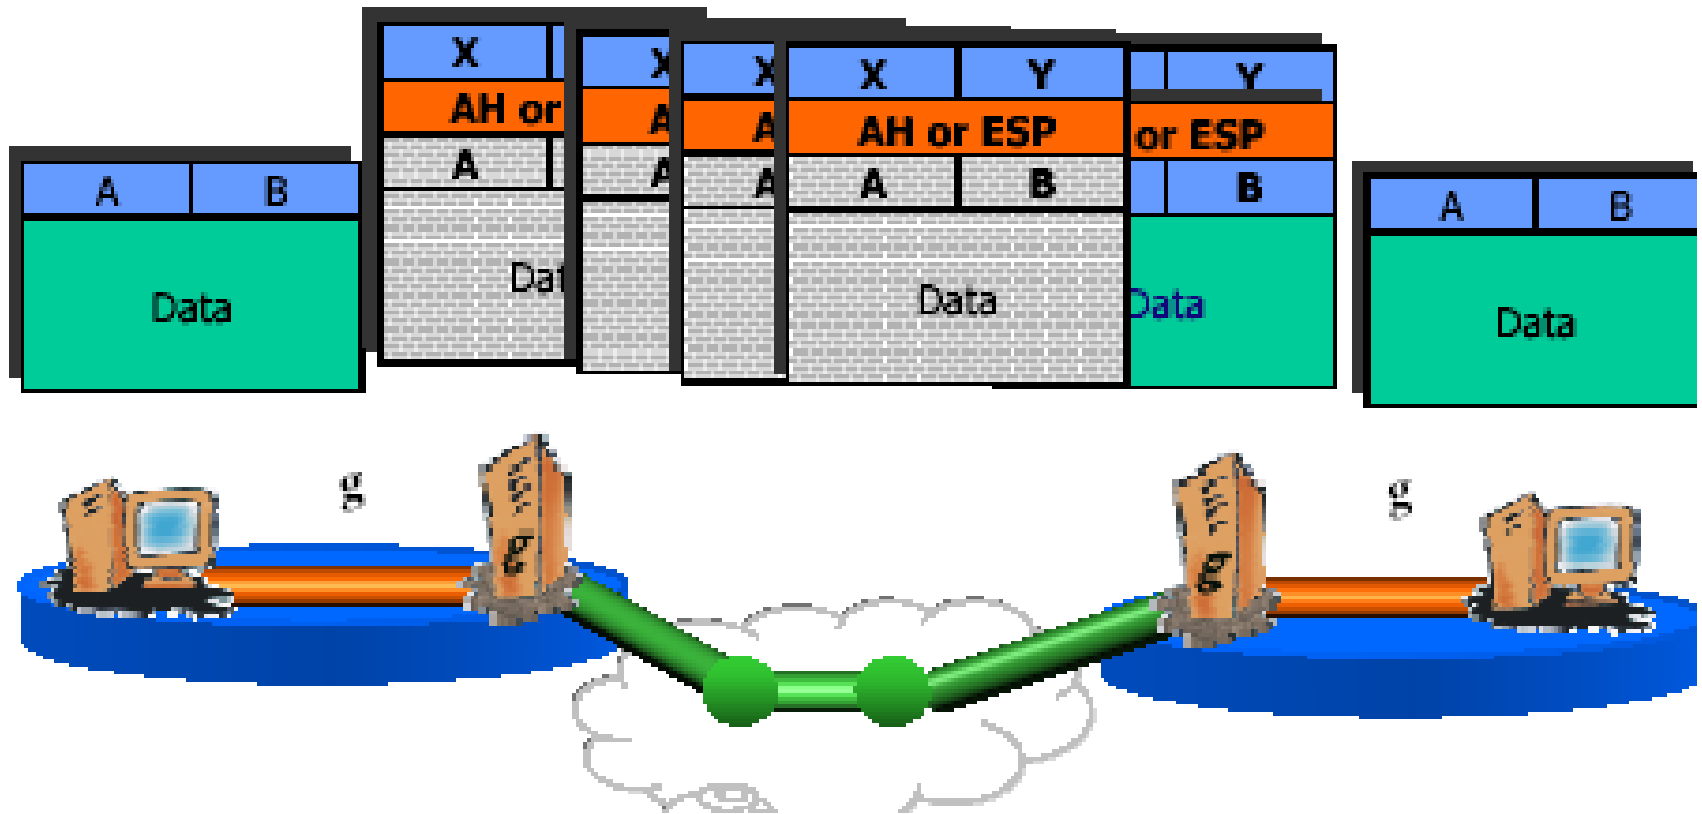 A B
Data
X
AH or
A
Dat
X
A
A
X
A
A
X Y
AH or ESP
A B
Data
Y
or ESP
B
Data
A B
Data
g
g